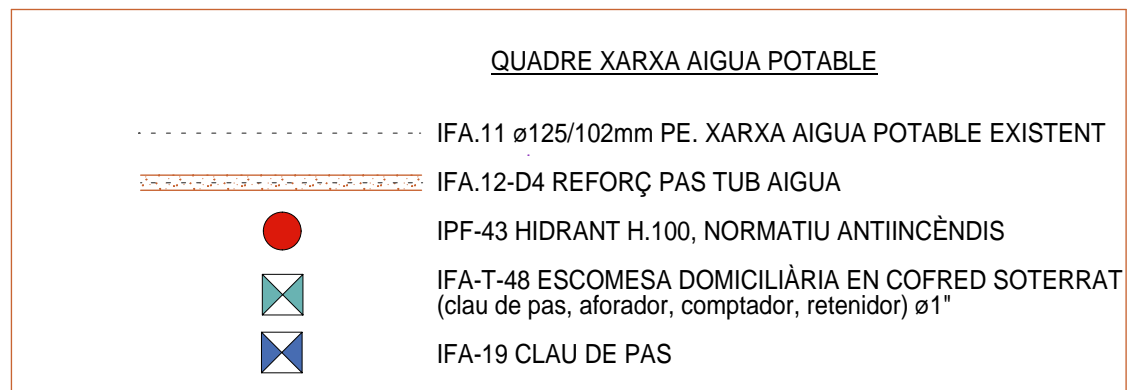 QUADRE XARXA AIGUA POTABLE
IFA.11 ø125/102mm PE. XARXA AIGUA POTABLE EXISTENT
IFA.12-D4 REFORÇ PAS TUB AIGUA
IPF-43 HIDRANT H.100, NORMATIU ANTIINCÈNDIS
IFA-T-48 ESCOMESA DOMICILIÀRIA EN COFRED SOTERRAT
(clau de pas, aforador, comptador, retenidor) ø1"
IFA-19 CLAU DE PAS